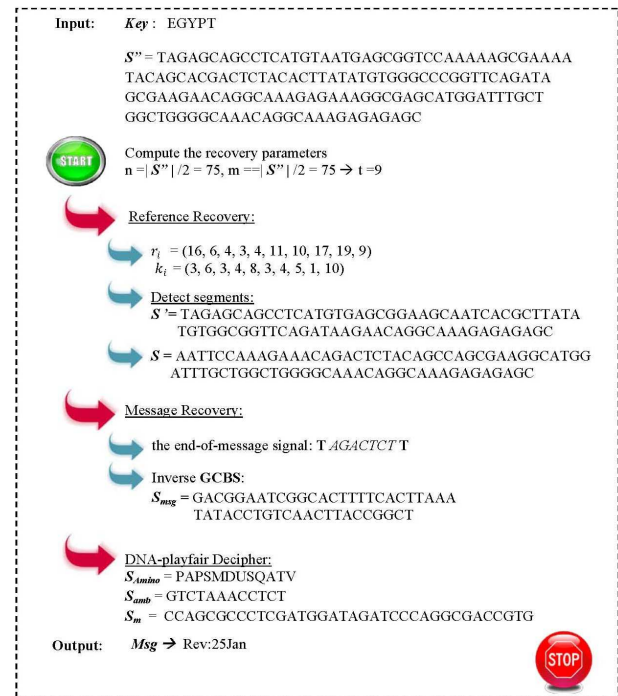 Input: Key : EGYPT
S” = TAGAGCAGCCTCATGTAATGAGCGGTCCAAAAAGCGAAAA
TACAGCACGACTCTACACTTATATGTGGGCCCGGTTCAGATA
GCGAAGAACAGGCAAAGAGAAAGGCGAGCATGGATTTGCT
GGCTGGGGCAAACAGGCAAAGAGAGAGC
START
Compute the recovery parameters
n =| S” | /2 = 75, m ==| S” | /2 = 75 → t =9
Reference Recovery:
ri = (16, 6, 4, 3, 4, 11, 10, 17, 19, 9)
ki = (3, 6, 3, 4, 8, 3, 4, 5, 1, 10)
Detect segments:
S ’= TAGAGCAGCCTCATGTGAGCGGAAGCAATCACGCTTATA
TGTGGCGGTTCAGATAAGAACAGGCAAAGAGAGAGC
S = AATTCCAAAGAAACAGACTCTACAGCCAGCGAAGGCATGG
ATTTGCTGGCTGGGGCAAACAGGCAAAGAGAGAGC
Message Recovery:
the end-of-message signal: T AGACTCT T
Inverse GCBS:
Smsg = GACGGAATCGGCACTTTTCACTTAAA
TATACCTGTCAACTTACCGGCT
DNA-playfair Decipher:
SAmino = PAPSMDUSQATV
Samb = GTCTAAACCTCT
Sm = CCAGCGCCCTCGATGGATAGATCCCAGGCGACCGTG
Output: Msg → Rev:25Jan
STOP